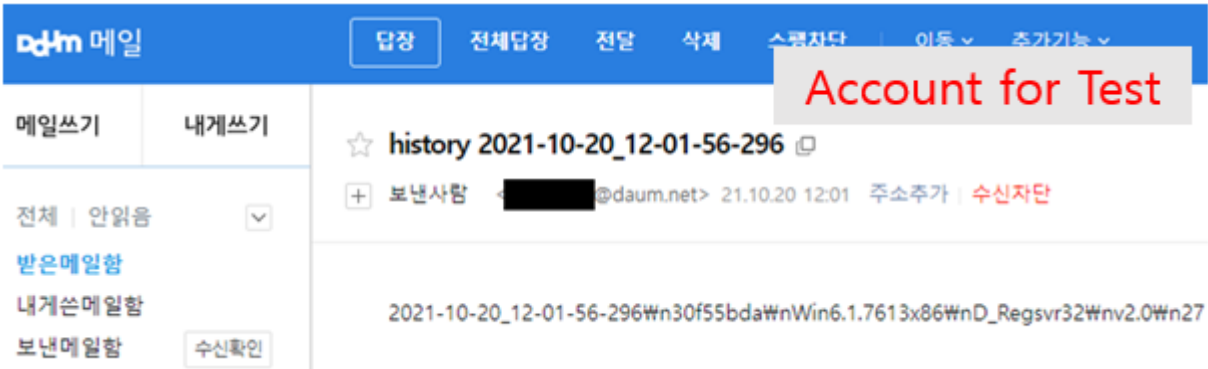 Daum 메일
답장 전체답장 전달 삭제 스팸차단 이동 추가기능
Account for Test
메일쓰기 내게쓰기
history 2021-10-20_12-01-56-296
보낸사람 < @daum.net> 21.10.20 12:01 주소추가 수신차단
전체 안읽음
받은메일함
내게쓴메일함
2021-10-20_12-01-56-296₩n30f55bda₩nWin6.1.7613x86₩nD_Regsvr32₩nv2.0₩n27
보낸메일함 수신확인